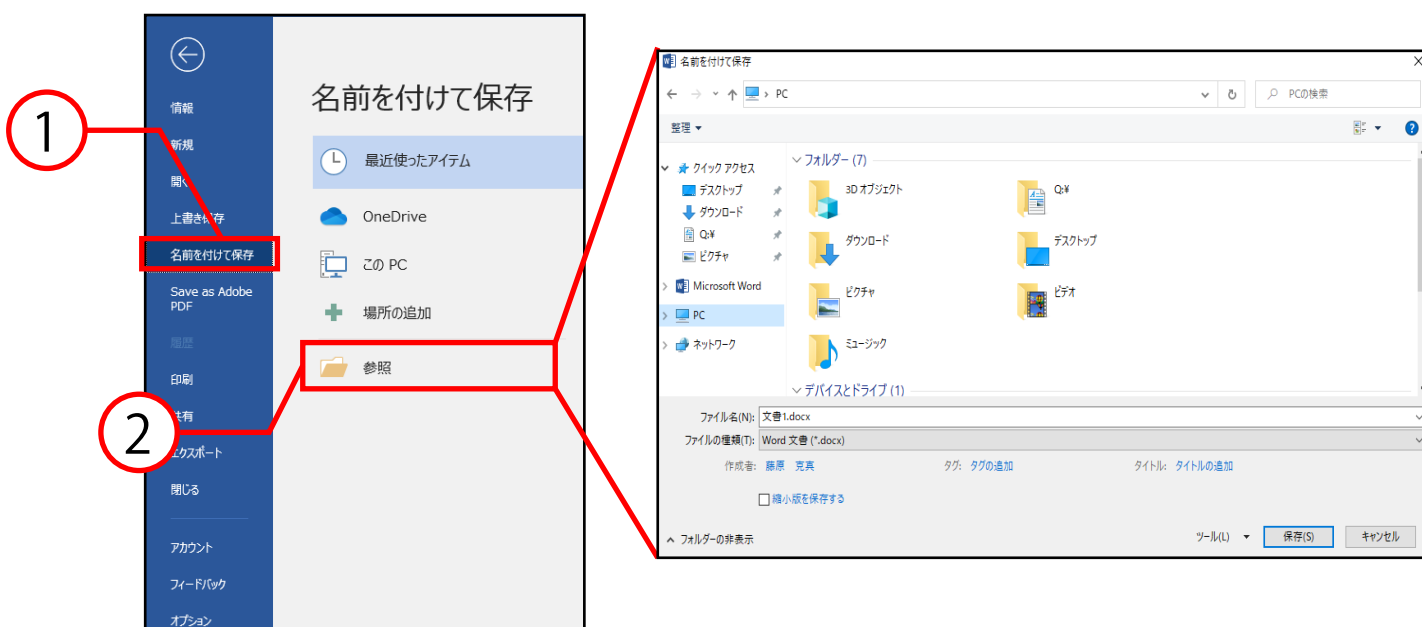 1
2
情報
新規
開く
上書き保存
名前を付けて保存
Save as Adobe
PDF
履歴
印刷
共有
エクスポート
閉じる
アカウント
フィードバック
オプション
名前を付けて保存
最近使ったアイテム
OneDrive
この PC
場所の追加
参照
名前を付けて保存
PC
PCの検索
整理
クイック アクセス
デスクトップ
ダウンロード
Q:¥
ピクチャ
Microsoft Word
PC
ネットワーク
フォルダー (7)
3D オブジェクト
Q:¥
ダウンロード
デスクトップ
ピクチャ
ビデオ
ミュージック
デバイスとドライブ (1)
ファイル名(N): 文書1.docx
ファイルの種類(T): Word 文書 (*.docx)
作成者: 藤原 克真 タグ: タグの追加 タイトル: タイトルの追加
縮小版を保存する
フォルダーの非表示 ツール(L) 保存(S) キャンセル